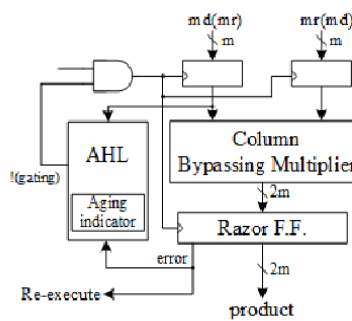 md(mr)
mr(md)
m
m
AHL
Column
Bypassing Multiplier
!(gating)
Aging
indicator
2m
Razor F.F.
error
2m
Re-execute
product